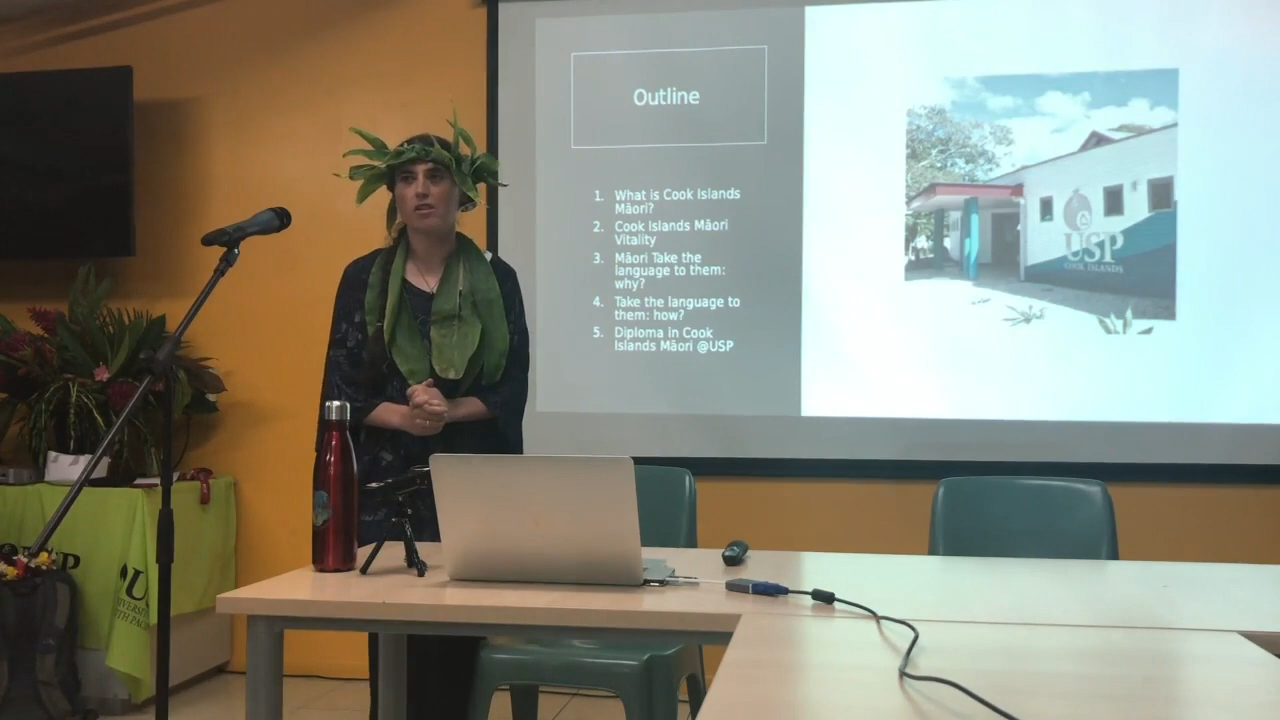 Outline
1. What is Cook Islands
Māori?
2. Cook Islands Māori
Vitality
3. Māori Take the
language to them:
why?
4. Take the language to
them: how?
5. Diploma in Cook
Islands Māori @USP
USP
COOK ISLANDS